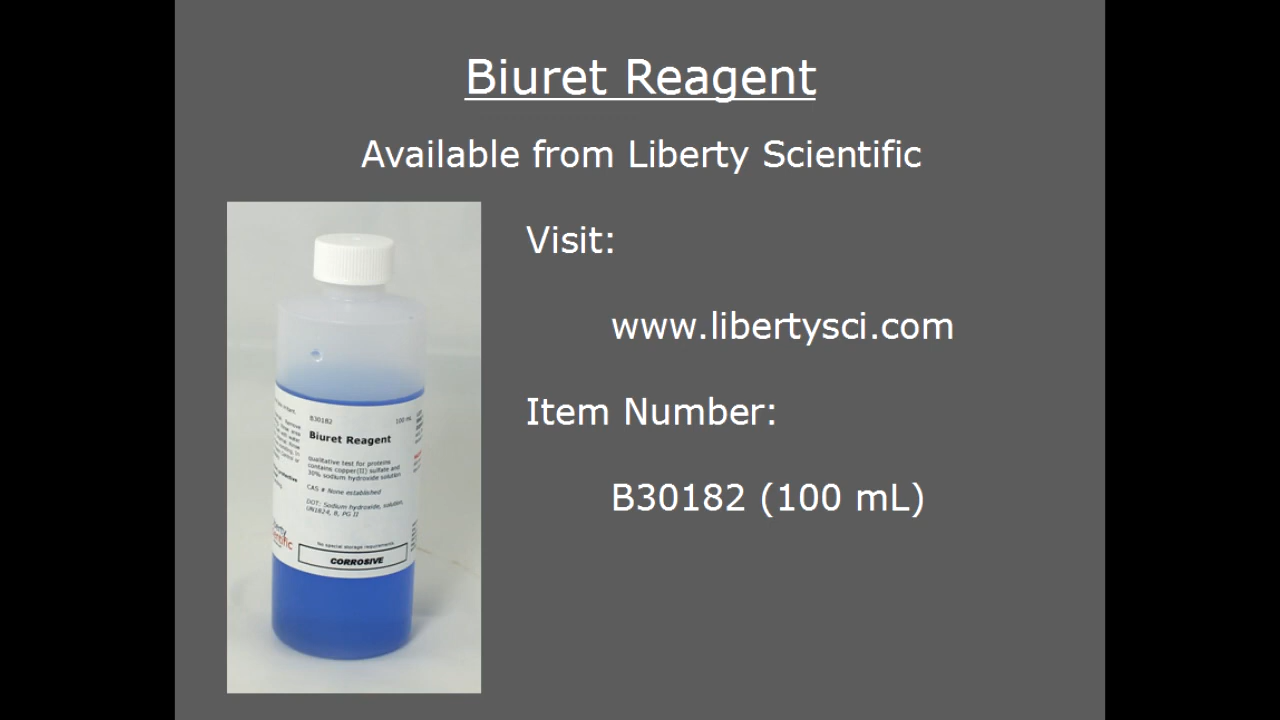 Biuret Reagent
Available from Liberty Scientific
Visit:
www.libertysci.com
Item Number:
B30182 (100 mL)
B30182 100 mL
Biuret Reagent
qualitative test for proteins
contains copper(II) sulfate and
10% sodium hydroxide solution
CAS # None established
DOT: Sodium hydroxide, solution,
UN1824, 8, PG II
No special storage requirements.
CORROSIVE